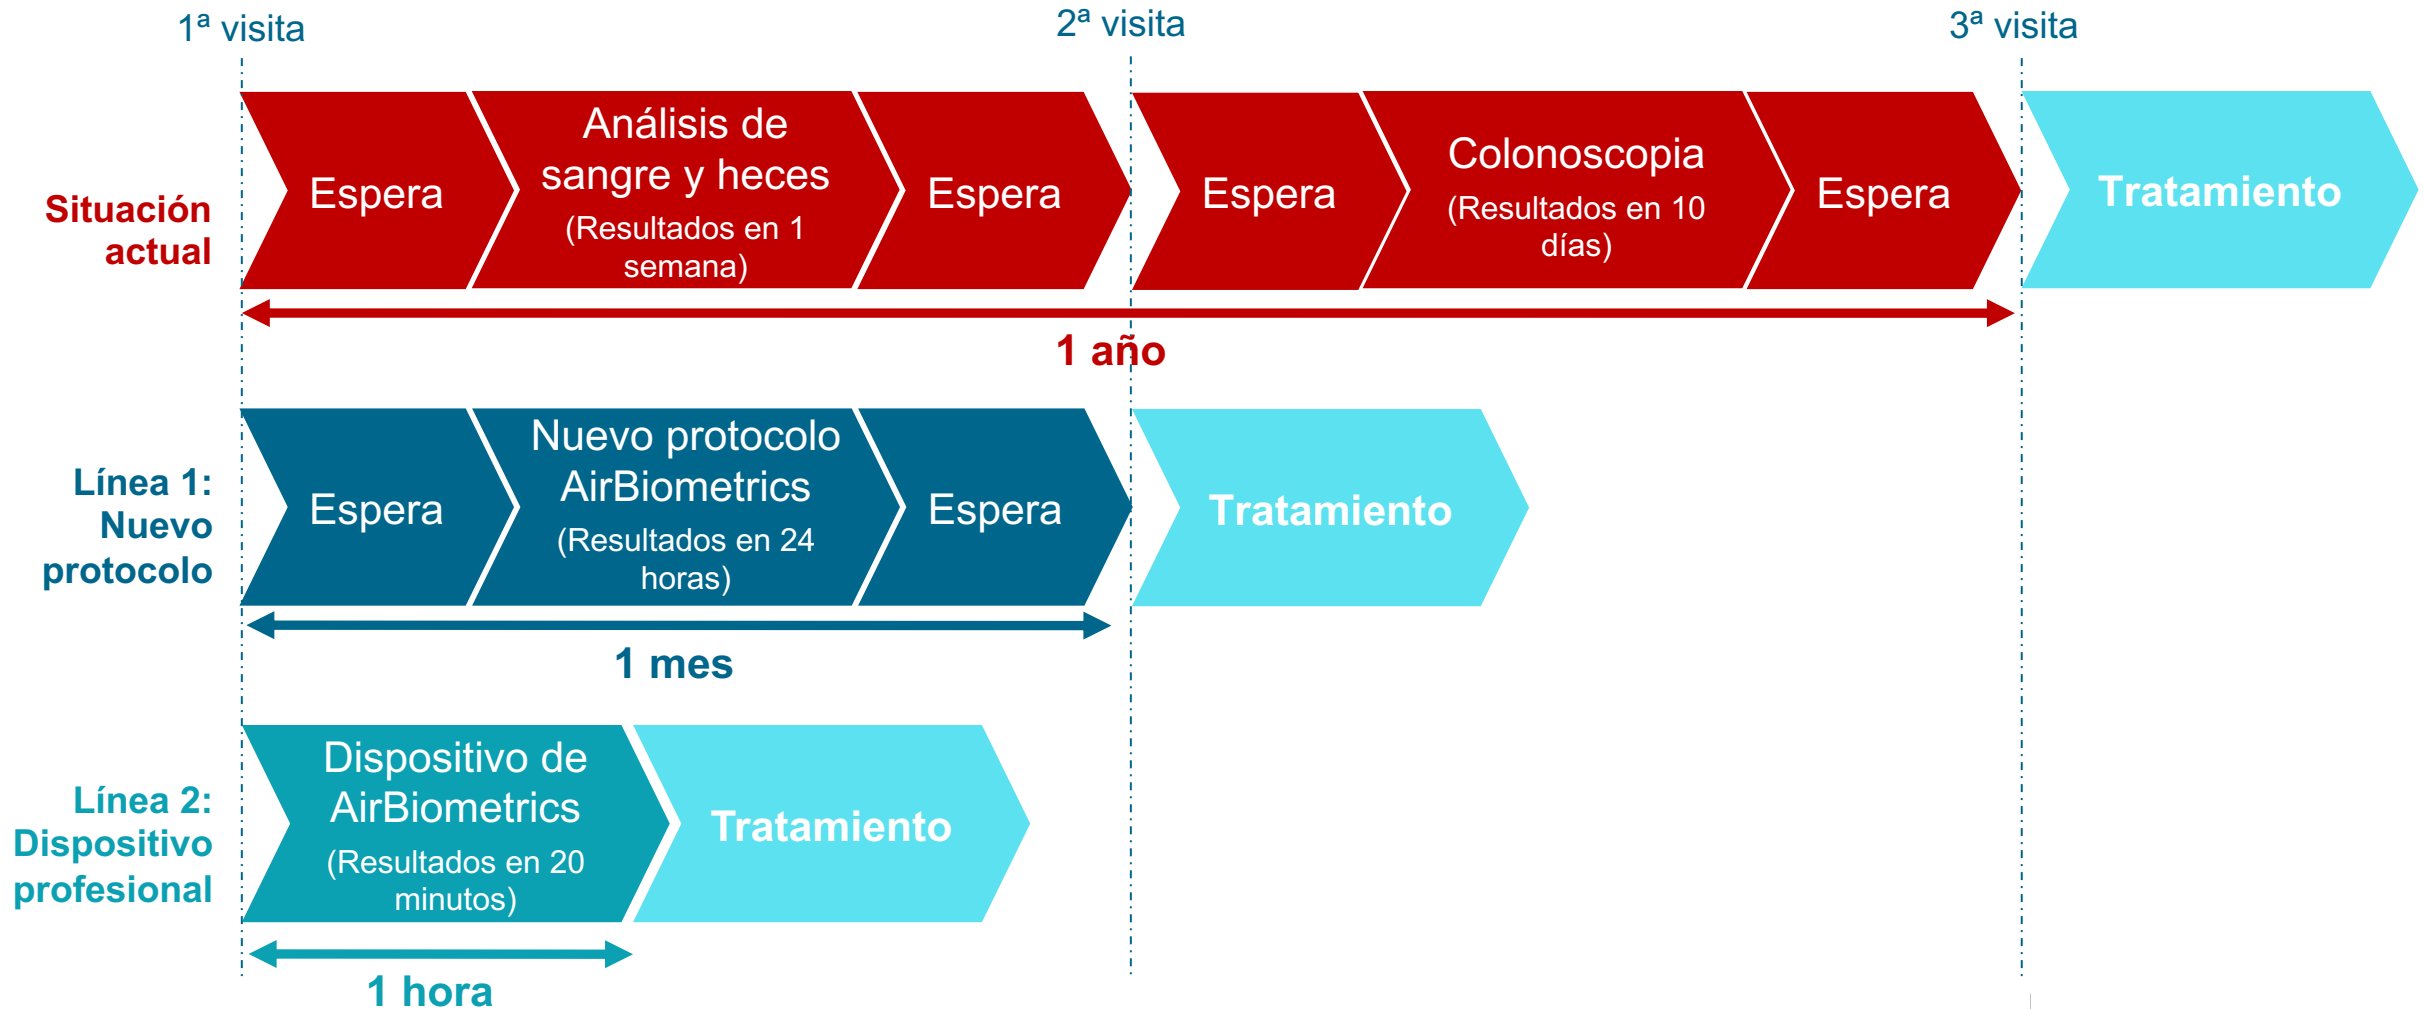 1ª visita
2ª visita
3ª visita
Situación
actual
Espera
Análisis de
sangre y heces
(Resultados en 1
semana)
Espera
Espera
Colonoscopia
(Resultados en 10
días)
Espera
Tratamiento
1 año
Línea 1:
Nuevo
protocolo
Espera
Nuevo protocolo
AirBiometrics
(Resultados en 24
horas)
Espera
Tratamiento
1 mes
Línea 2:
Dispositivo
profesional
Dispositivo de
AirBiometrics
(Resultados en 20
minutos)
Tratamiento
1 hora